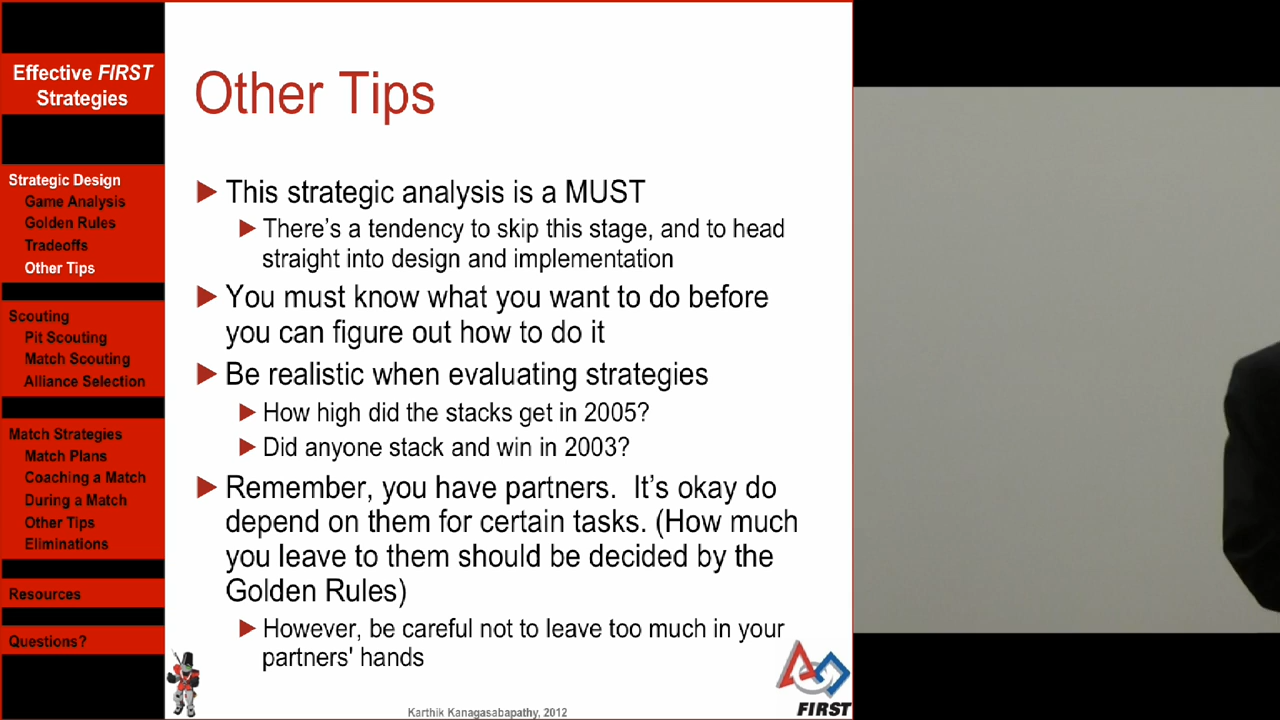 Effective FIRST
Strategies
Strategic Design
Game Analysis
Golden Rules
Tradeoffs
Other Tips
Scouting
Pit Scouting
Match Scouting
Alliance Selection
Match Strategies
Match Plans
Coaching a Match
During a Match
Other Tips
Eliminations
Resources
Questions?
Other Tips
This strategic analysis is a MUST
There's a tendency to skip this stage, and to head
straight into design and implementation
You must know what you want to do before
you can figure out how to do it
Be realistic when evaluating strategies
How high did the stacks get in 2005?
Did anyone stack and win in 2003?
Remember, you have partners.  It's okay do
depend on them for certain tasks. (How much
you leave to them should be decided by the
Golden Rules)
However, be careful not to leave too much in your
partners' hands
Karthik Kanagasabapathy, 2012
FIRST